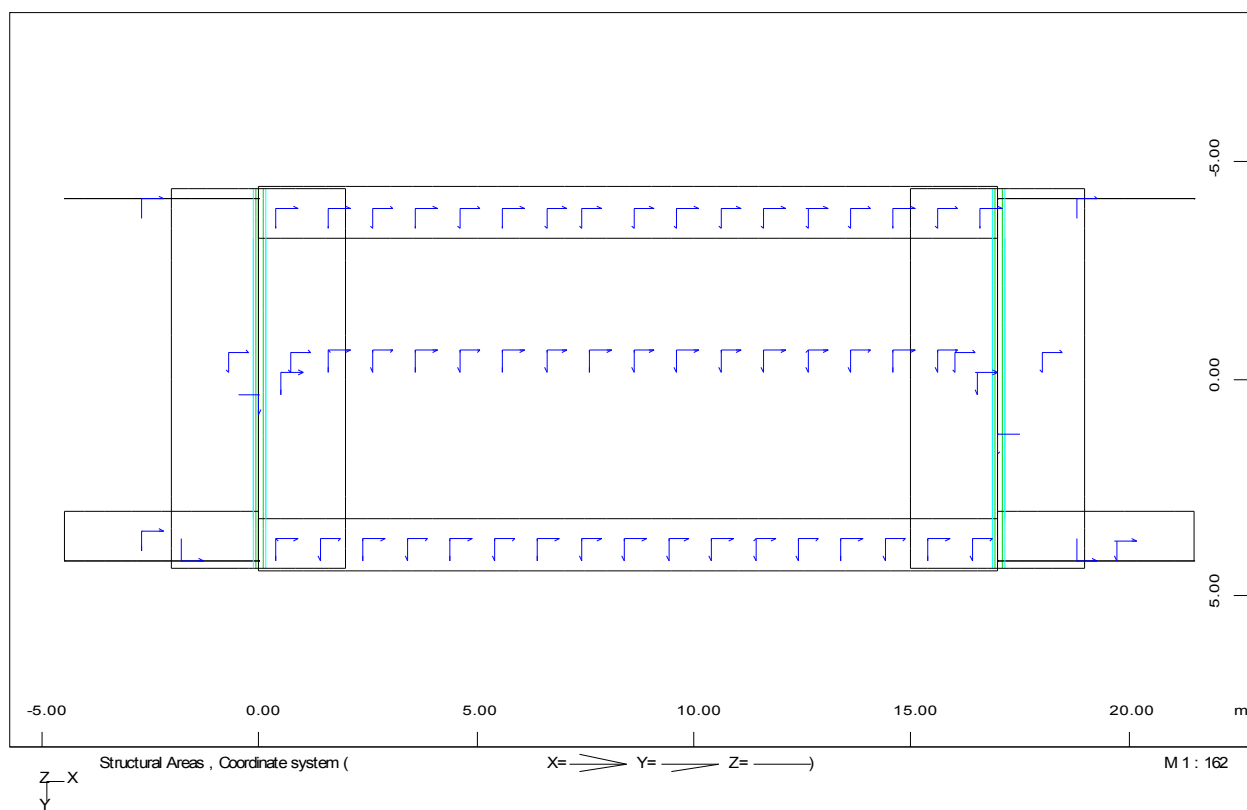 -5.00
0.00
5.00
-5.00 0.00 5.00 10.00 15.00 20.00 m
Structural Areas , Coordinate system ( X= Y= Z= ) M 1 : 162
Z X
Y